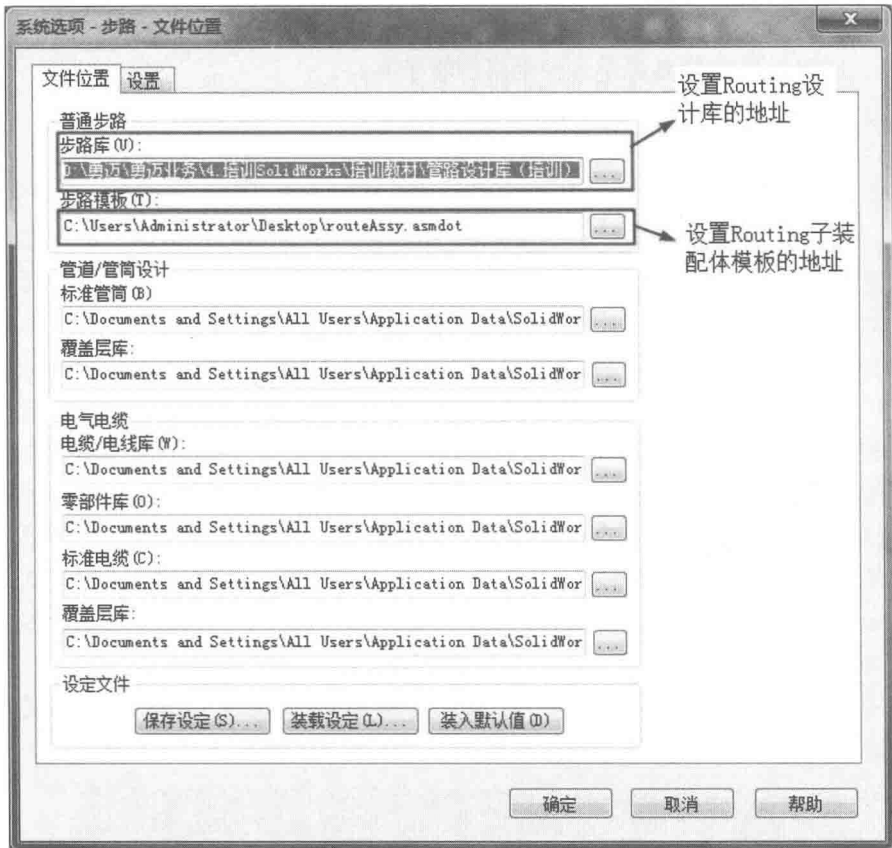 系统选项 - 步路 - 文件位置
文件位置 设置
设置Routing设
计库的地址
普通步路
步路库(U):
D:\勇迈\勇迈业务\4.培训SolidWorks\培训教材\管路设计库（培训）
...
步路模板(T):
C:\Users\Administrator\Desktop\routeAssy.asmdot
...
设置Routing子装
配体模板的地址
管道/管筒设计
标准管筒(B)
C:\Documents and Settings\All Users\Application Data\SolidWor
...
覆盖层库:
C:\Documents and Settings\All Users\Application Data\SolidWor
...
电气电缆
电缆/电线库(W):
C:\Documents and Settings\All Users\Application Data\SolidWor
...
零部件库(O):
C:\Documents and Settings\All Users\Application Data\SolidWor
...
标准电缆(C):
C:\Documents and Settings\All Users\Application Data\SolidWor
...
覆盖层库:
C:\Documents and Settings\All Users\Application Data\SolidWor
...
设定文件
保存设定(S)... 装载设定(L)... 装入默认值(D)
确定 取消 帮助